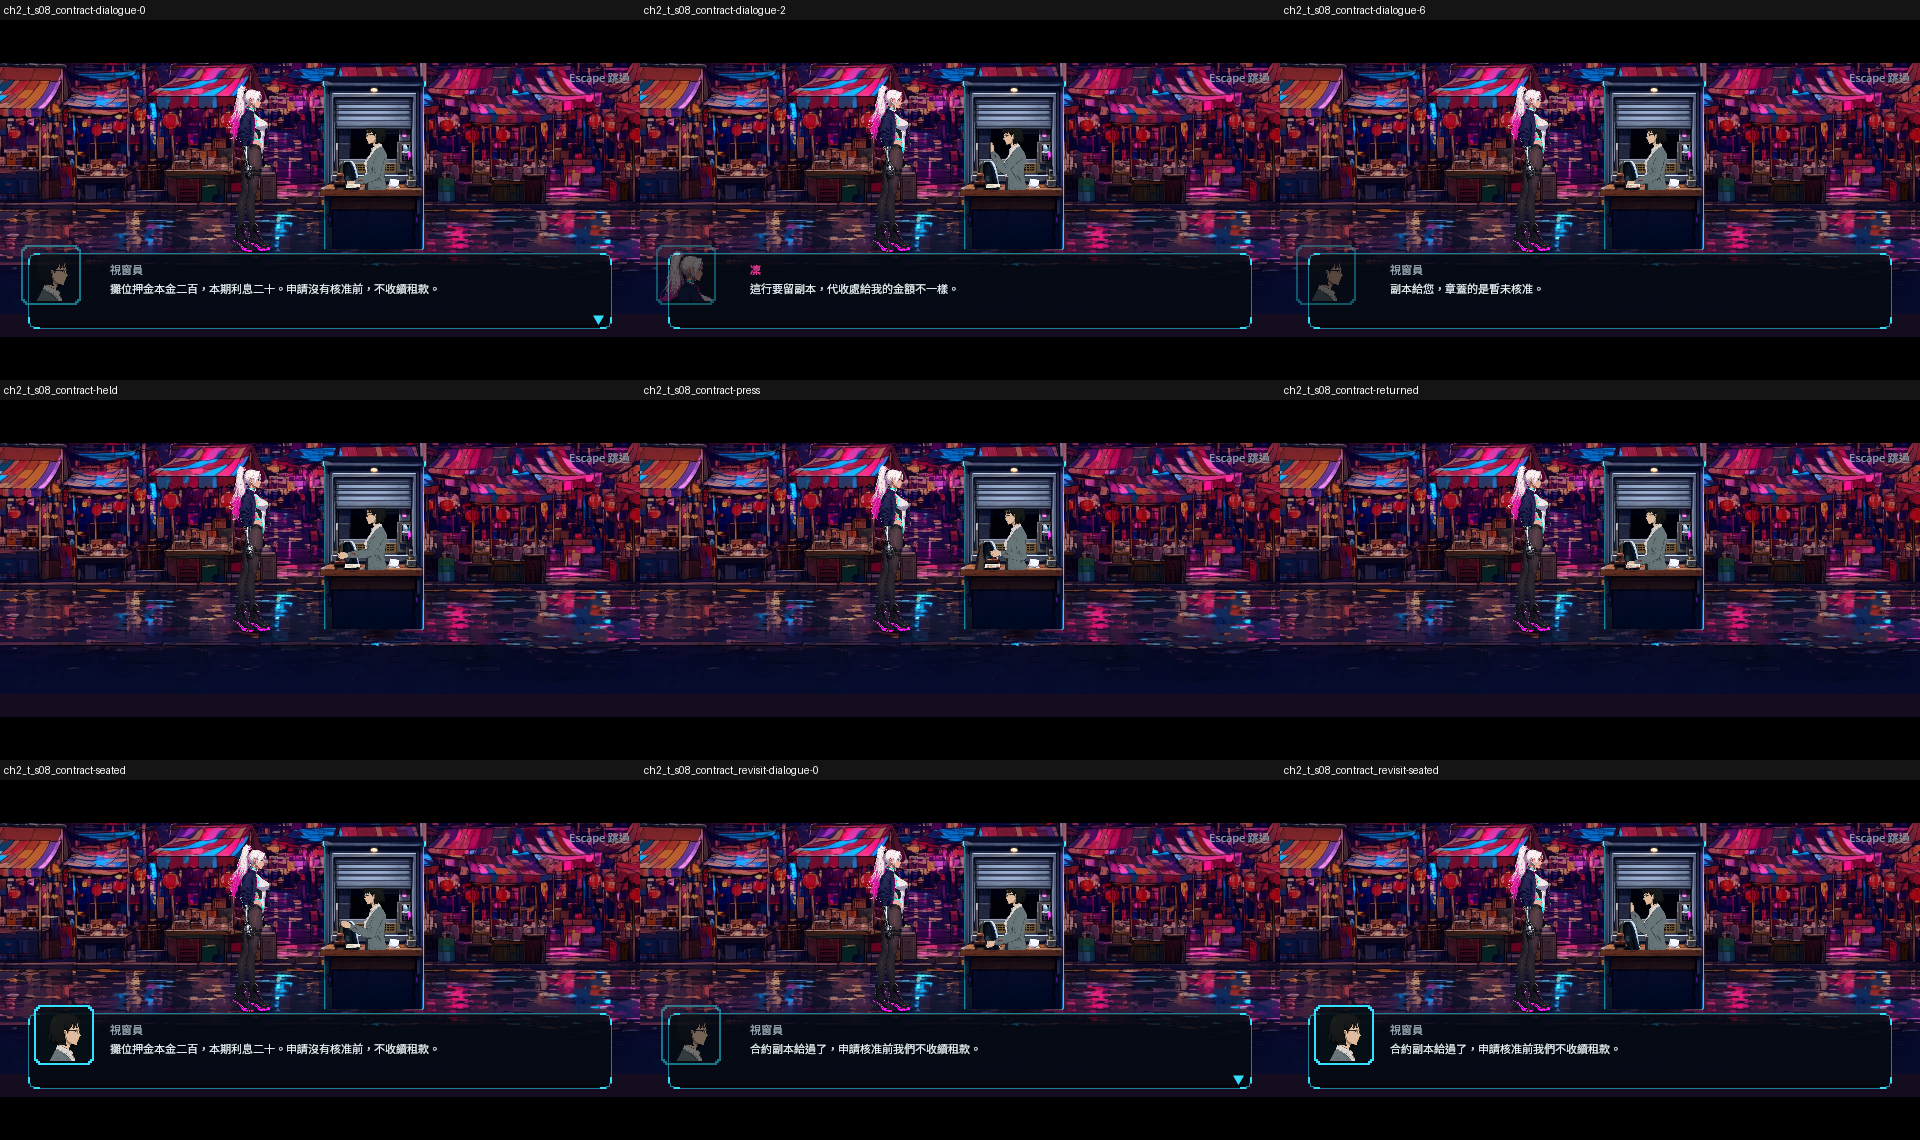 ch2_t_s08_contract-dialogue-0
ch2_t_s08_contract-dialogue-2
ch2_t_s08_contract-dialogue-6
Escape 跳過
Escape 跳過
Escape 跳過
視窗員
攤位押金本金二百，本期利息二十。申請沒有核准前，不收續租款。
凜
這行要留副本，代收處給我的金額不一樣。
視窗員
副本給您，章蓋的是暫未核准。
ch2_t_s08_contract-held
ch2_t_s08_contract-press
ch2_t_s08_contract-returned
Escape 跳過
Escape 跳過
Escape 跳過
ch2_t_s08_contract-seated
ch2_t_s08_contract_revisit-dialogue-0
ch2_t_s08_contract_revisit-seated
Escape 跳過
Escape 跳過
Escape 跳過
視窗員
攤位押金本金二百，本期利息二十。申請沒有核准前，不收續租款。
視窗員
合約副本給過了，申請核准前我們不收續租款。
視窗員
合約副本給過了，申請核准前我們不收續租款。